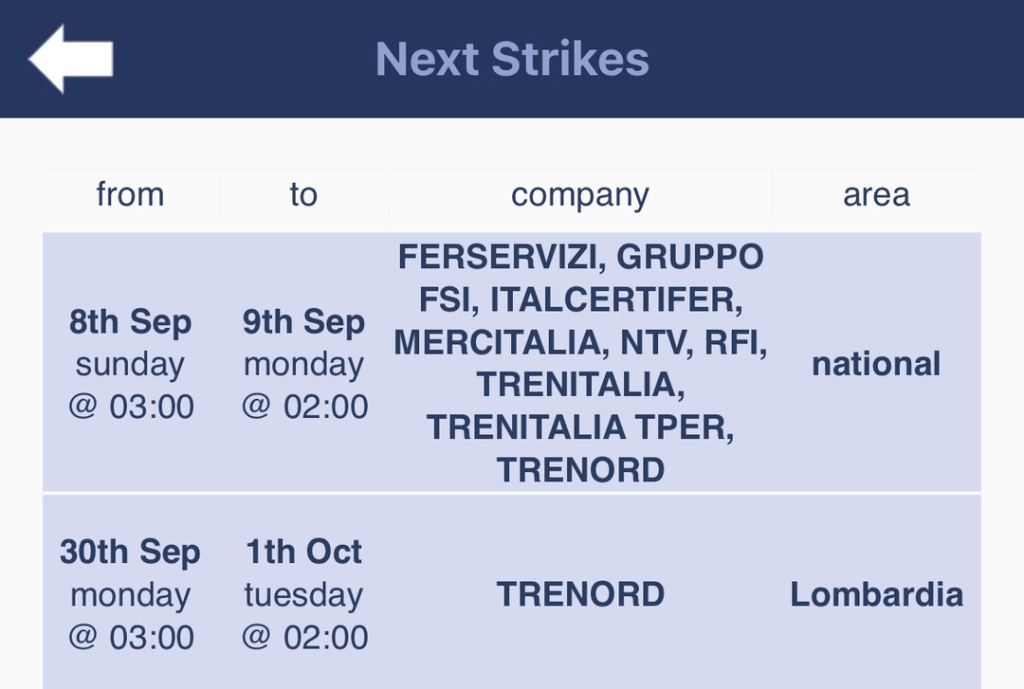 Next Strikes
from to company area
8th Sep
sunday
@ 03:00
9th Sep
monday
@ 02:00
FERSERVIZI, GRUPPO
FSI, ITALCERTIFER,
MERCITALIA, NTV, RFI,
TRENITALIA,
TRENITALIA TPER,
TRENORD
national
30th Sep
monday
@ 03:00
1th Oct
tuesday
@ 02:00
TRENORD
Lombardia